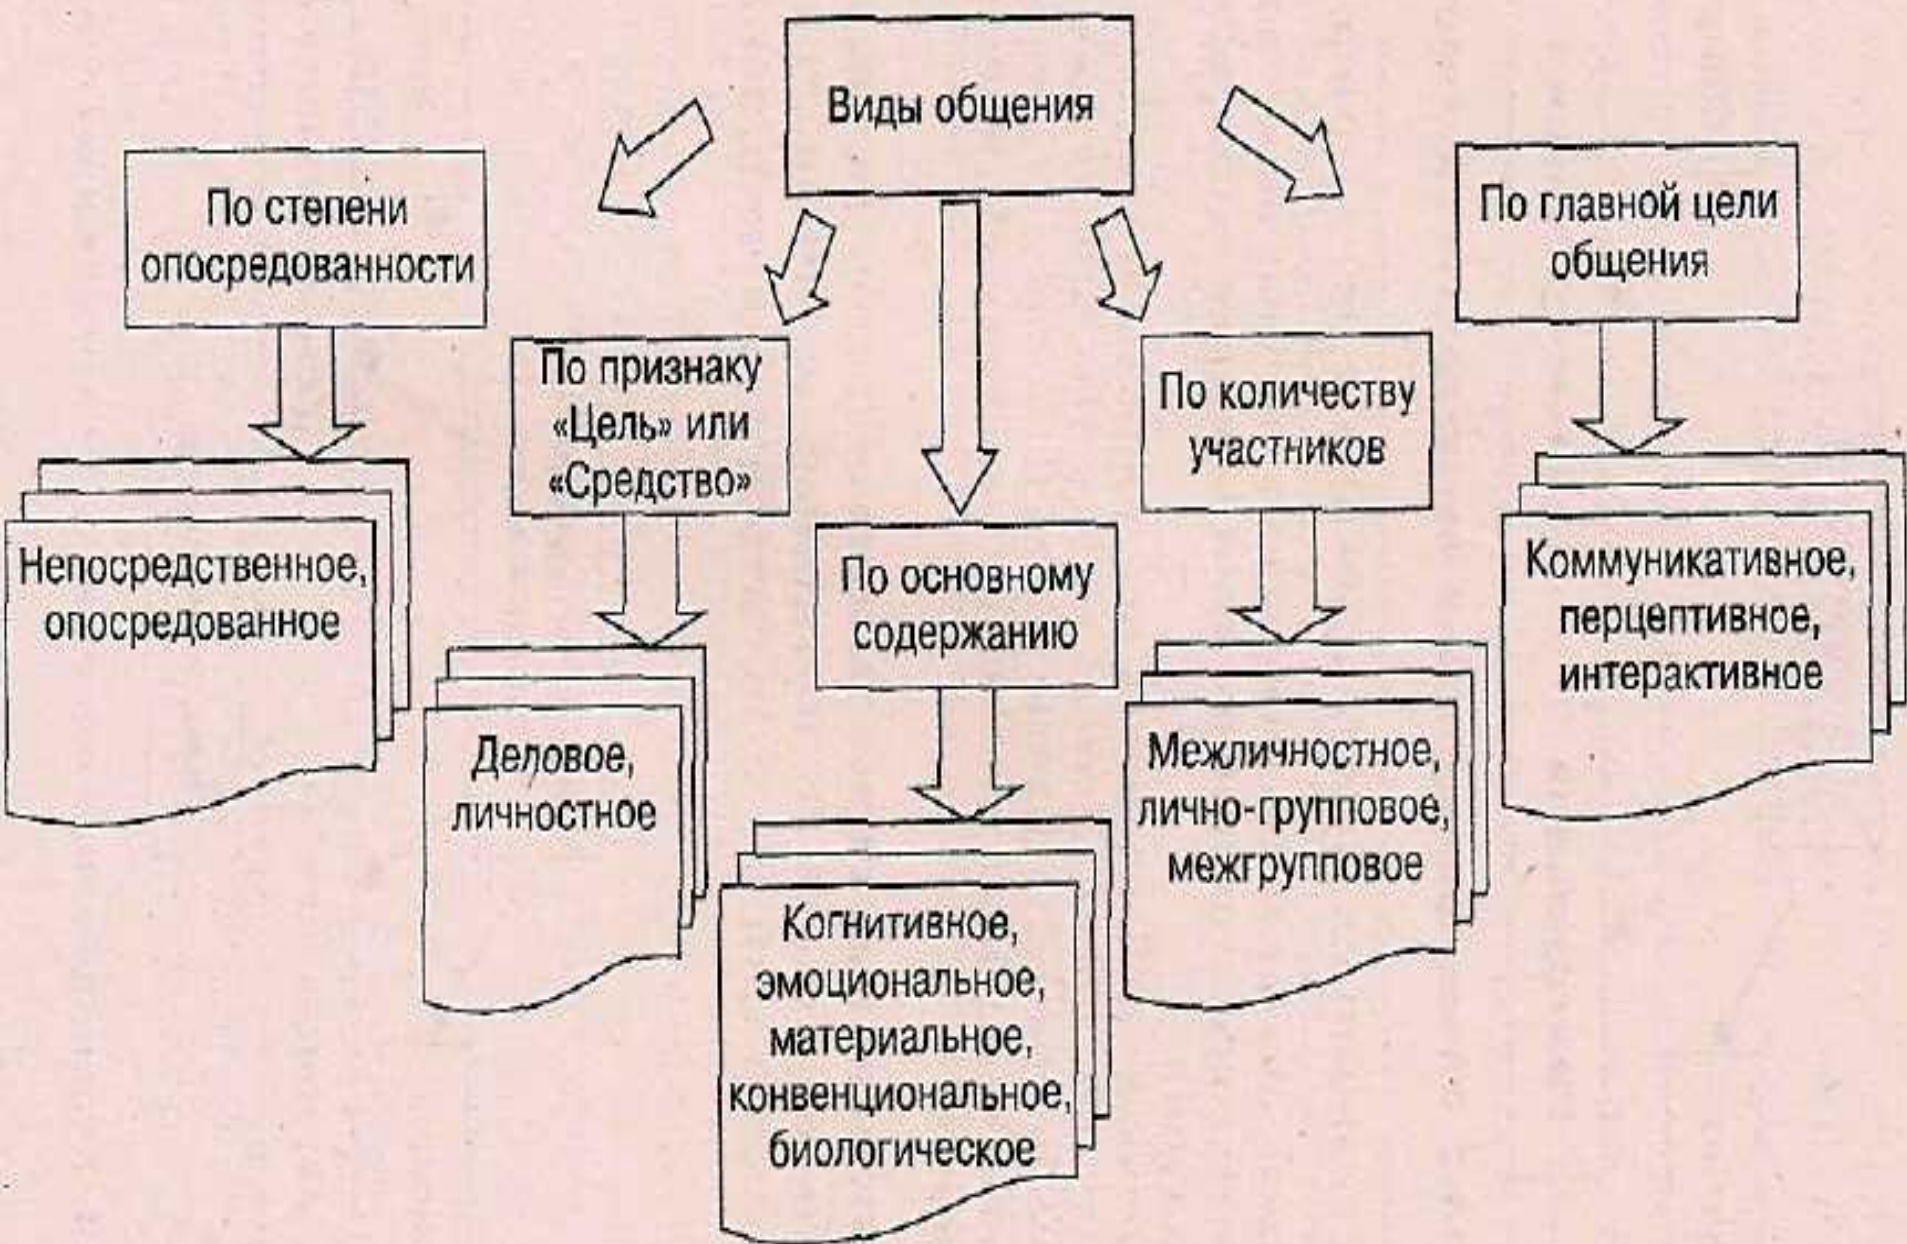 Виды общения
По степени
опосредованности
Непосредственное,
опосредованное
По признаку
«Цель» или
«Средство»
Деловое,
личностное
По основному
содержанию
Когнитивное,
эмоциональное,
материальное,
конвенциональное,
биологическое
По количеству
участников
Межличностное,
лично-групповое,
межгрупповое
По главной цели
общения
Коммуникативное,
перцептивное,
интерактивное